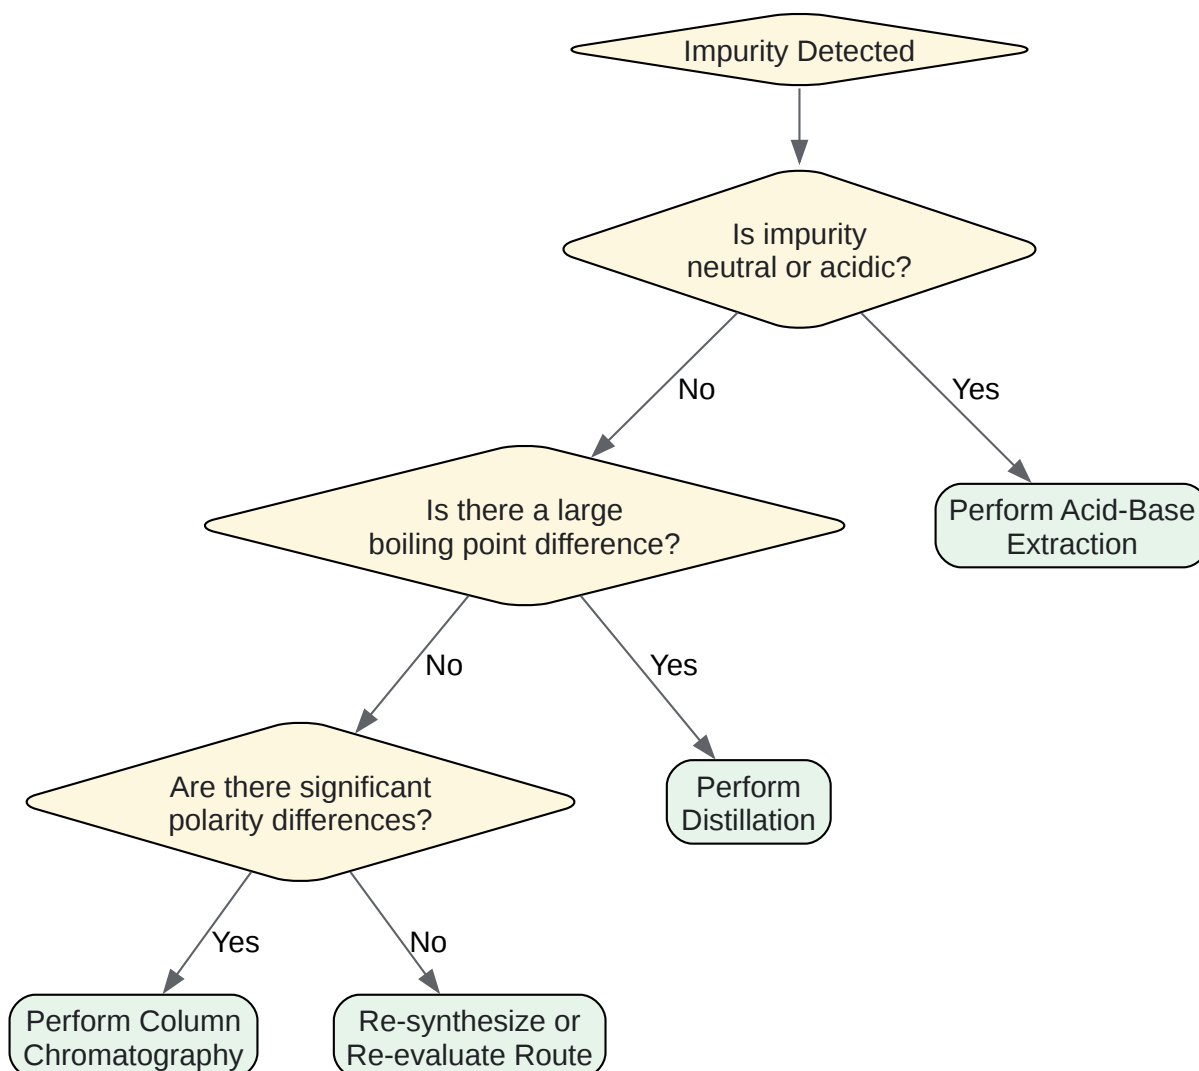 Impurity Detected
Is impurity
neutral or acidic?
No
Yes
Is there a large
boiling point difference?
Perform Acid-Base
Extraction
No
Yes
Are there significant
polarity differences?
Perform
Distillation
Yes
No
Perform Column
Chromatography
Re-synthesize or
Re-evaluate Route